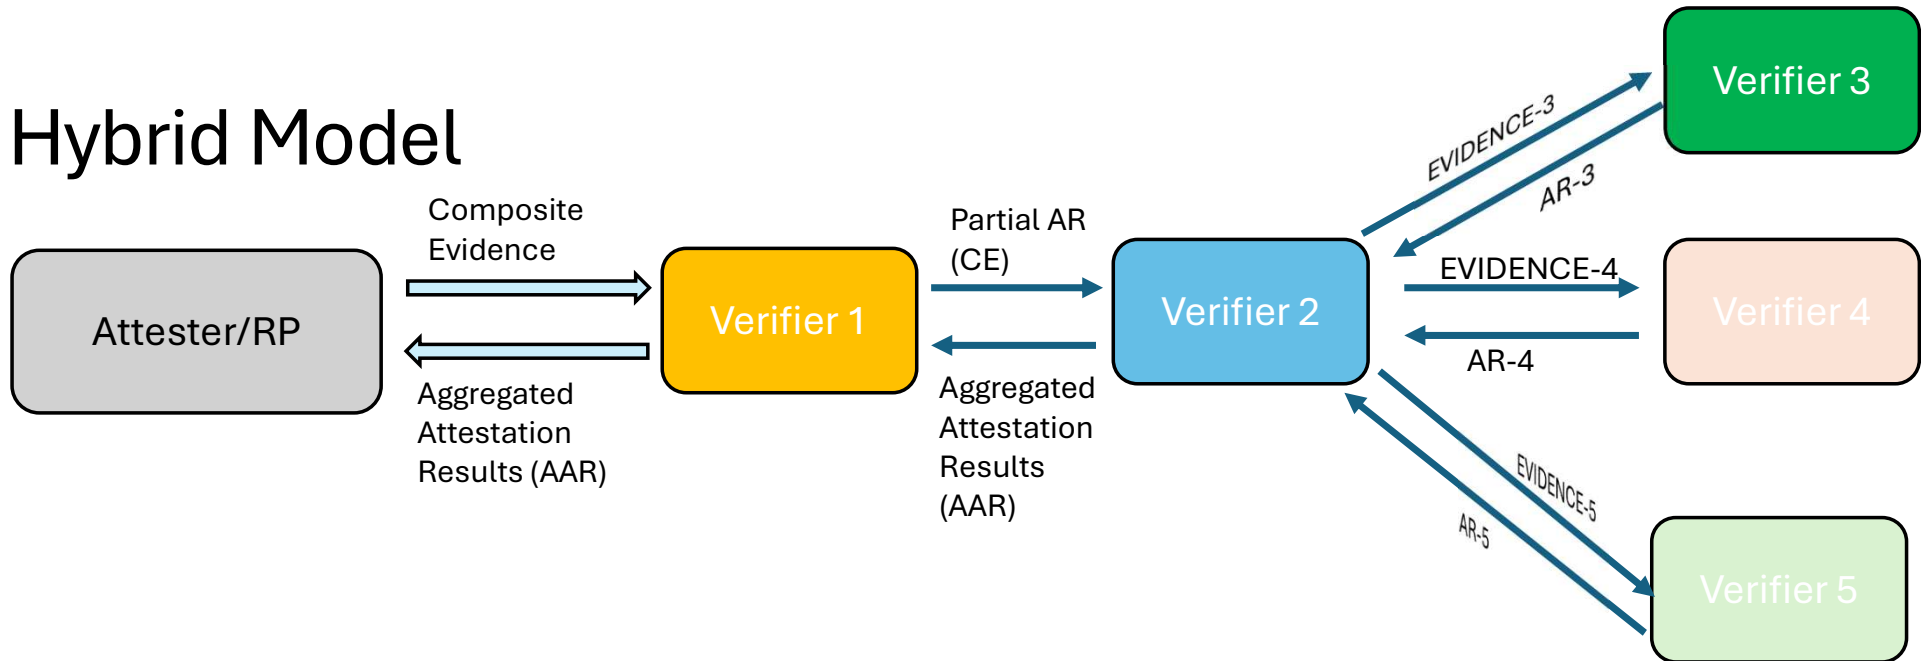 Hybrid Model
Composite
Evidence
Attester/RP
Aggregated
Attestation
Results (AAR)
Verifier 1
Partial AR
(CE)
Aggregated
Attestation
Results
(AAR)
Verifier 2
EVIDENCE-3
AR-3
Verifier 3
EVIDENCE-4
AR-4
Verifier 4
EVIDENCE-5
AR-5
Verifier 5